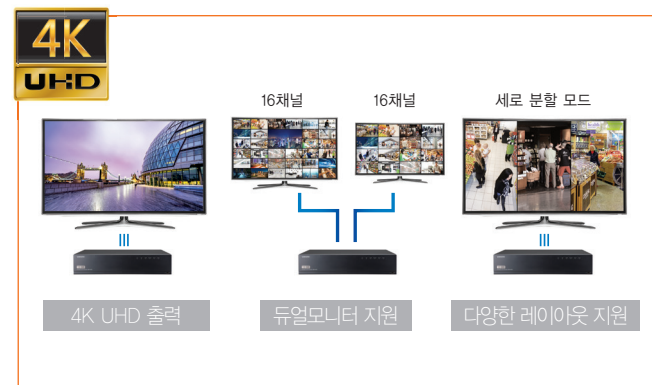 4K
UHD
16채널
16채널
세로 분할 모드
4K UHD 출력
듀얼모니터 지원
다양한 레이아웃 지원